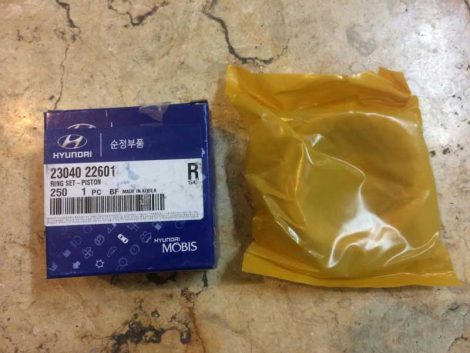 HYUNDAI
순정부품
23040 22601
RING SET-PISTON
250 1 PC BF MADE IN KOREA
R
HYUNDAI
MOBIS